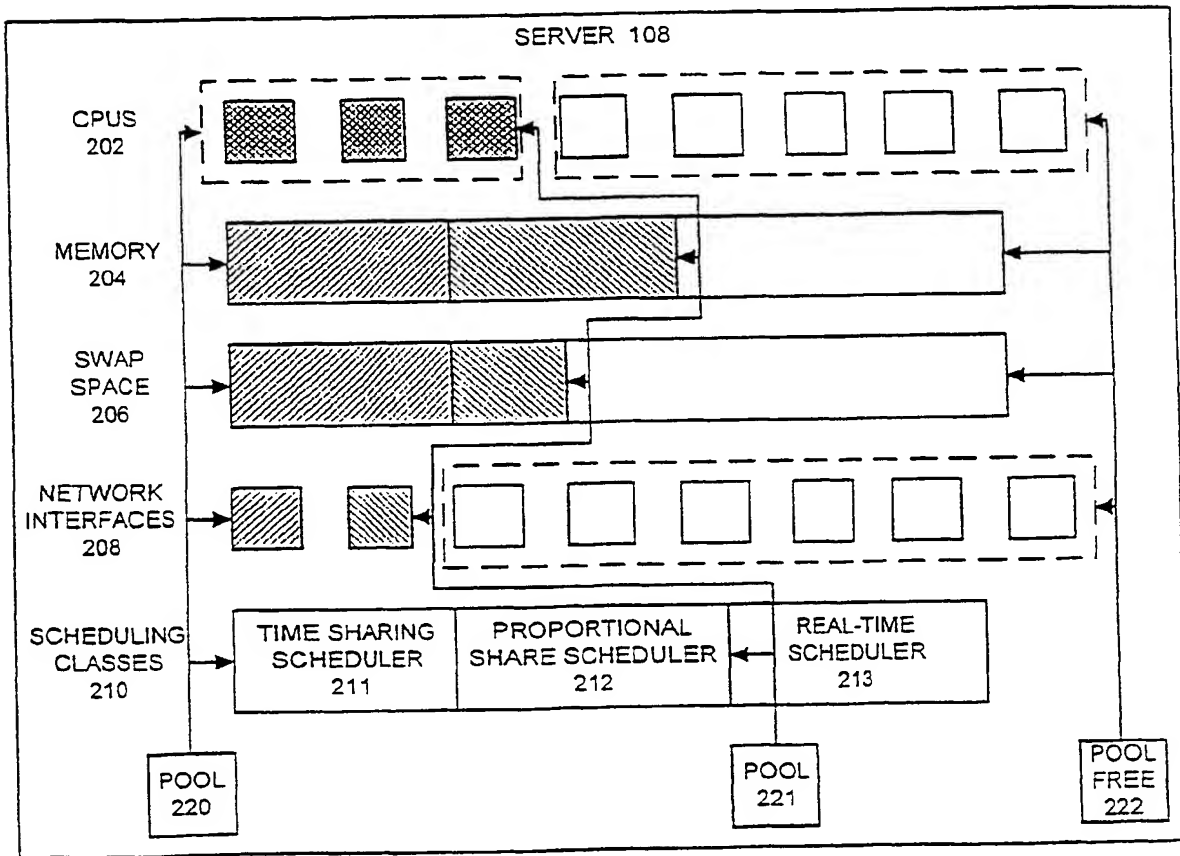 SERVER 108
CPUS
202
MEMORY
204
SWAP
SPACE
206
NETWORK
INTERFACES
208
SCHEDULING
CLASSES
210
TIME SHARING
SCHEDULER
211
PROPORTIONAL
SHARE SCHEDULER
212
REAL-TIME
SCHEDULER
213
POOL
220
POOL
221
POOL
FREE
222